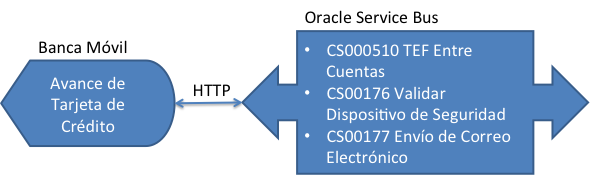 Oracle Service Bus
Banca Móvil
Avance de
Tarjeta de
Crédito
HTTP
• CS000510 TEF Entre
Cuentas
• CS00176 Validar
Dispositivo de Seguridad
• CS00177 Envío de Correo
Electrónico